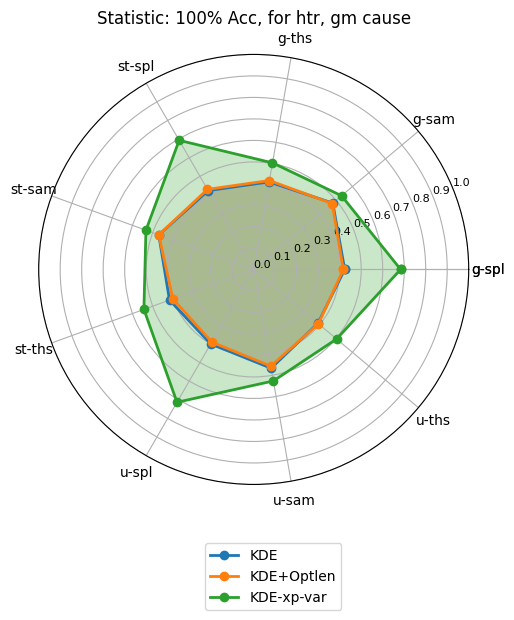 Statistic: 100% Acc, for htr, gm cause
g-ths
st-spl
g-sam
st-sam
g-spl
st-ths
u-ths
u-spl
u-sam
0.0
0.1
0.2
0.3
0.4
0.5
0.6
0.7
0.8
0.9
1.0
KDE
KDE+Optlen
KDE-xp-var